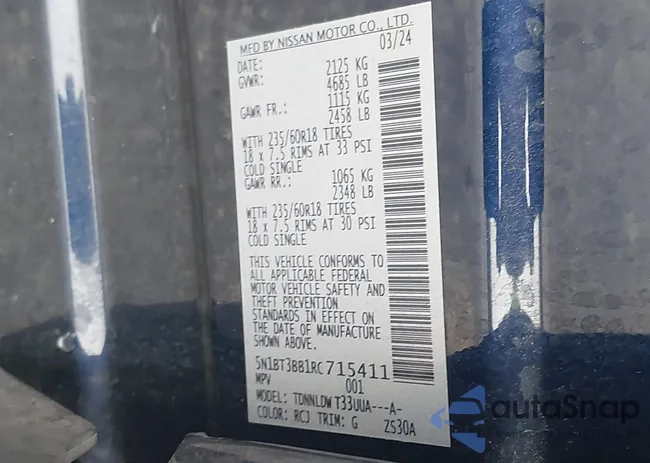 MFD BY NISSAN MOTOR CO., LTD.
DATE: 03/24
GVWR: 2125 KG
4685 LB
GAWR FR.: 1115 KG
2458 LB
WITH 235/60R18 TIRES
18 x 7.5 RIMS AT 33 PSI
COLD SINGLE
GAWR RR.: 1065 KG
2348 LB
WITH 235/60R18 TIRES
18 x 7.5 RIMS AT 30 PSI
COLD SINGLE
THIS VEHICLE CONFORMS TO
ALL APPLICABLE FEDERAL
MOTOR VEHICLE SAFETY AND
THEFT PREVENTION
STANDARDS IN EFFECT ON
THE DATE OF MANUFACTURE
SHOWN ABOVE.
5N1BT3BB1RC715411
MPV 001
MODEL: TDNNLDW T33UUA---A-
COLOR: RCJ TRIM: G ZS30A
autoSnap